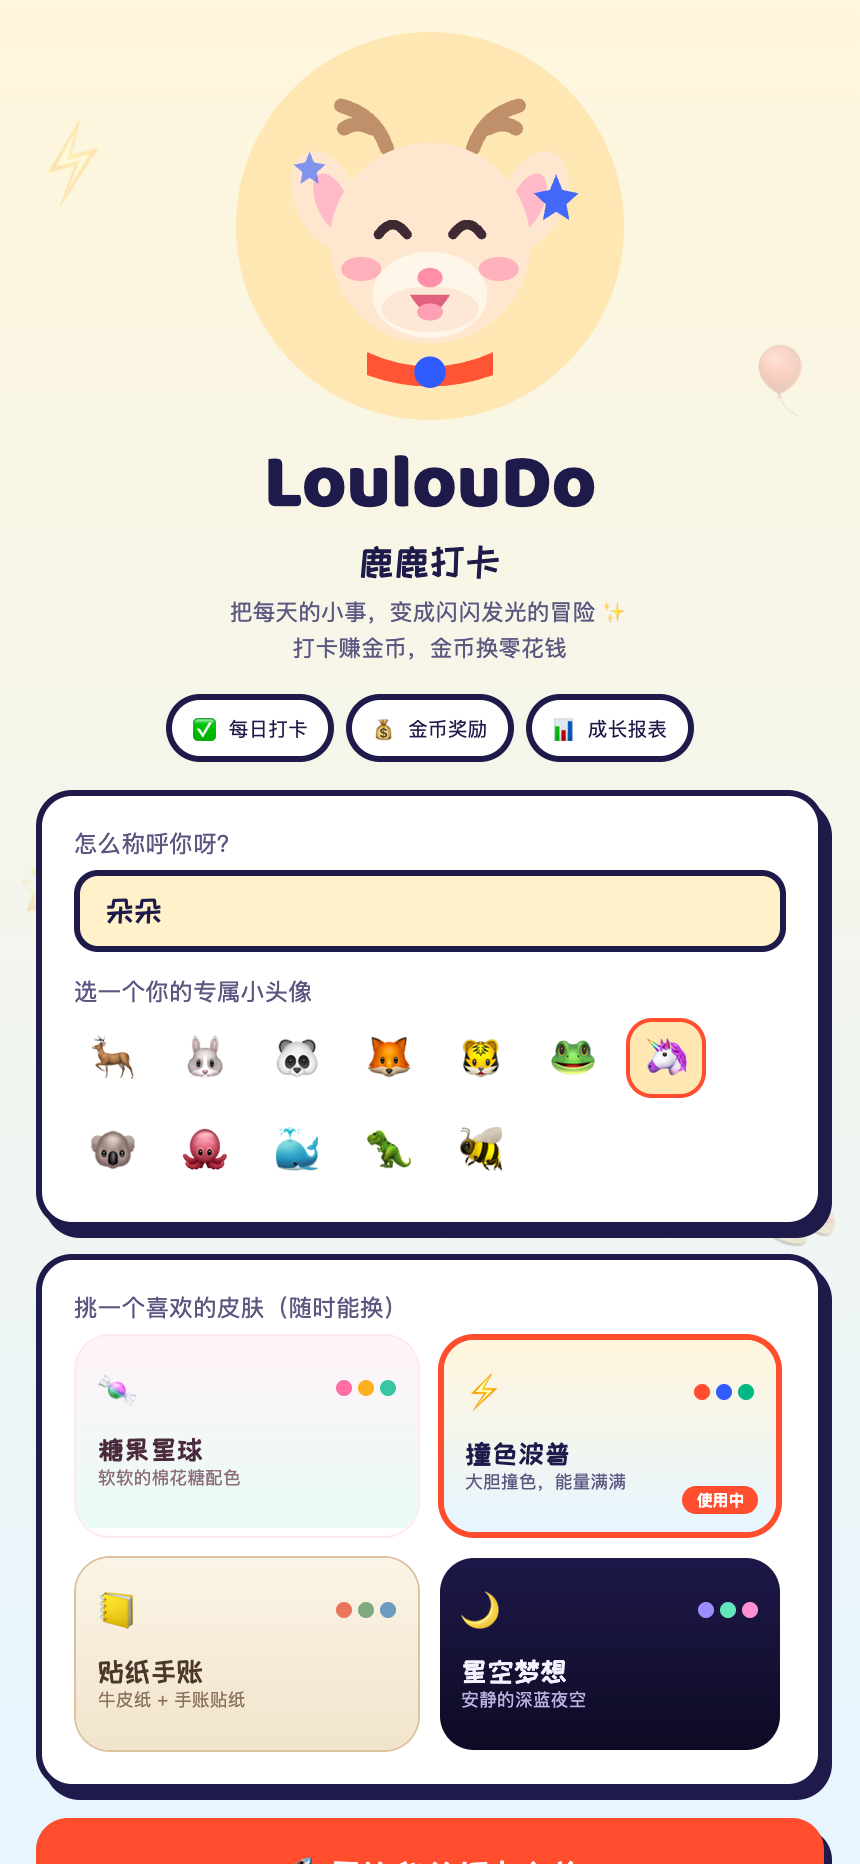 LoulouDo
鹿鹿打卡
把每天的小事，变成闪闪发光的冒险 ✨
打卡赚金币，金币换零花钱
✅ 每日打卡
💰 金币奖励
📊 成长报表
怎么称呼你呀？
朵朵
选一个你的专属小头像
挑一个喜欢的皮肤（随时能换）
糖果星球
软软的棉花糖配色
撞色波普
大胆撞色，能量满满
使用中
贴纸手账
牛皮纸 + 手账贴纸
星空梦想
安静的深蓝夜空